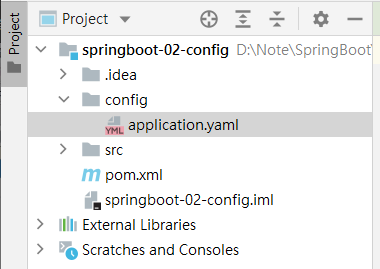 Project
Project
springboot-02-config D:\Note\SpringBoot\
.idea
config
YML application.yaml
src
m pom.xml
springboot-02-config.iml
External Libraries
Scratches and Consoles